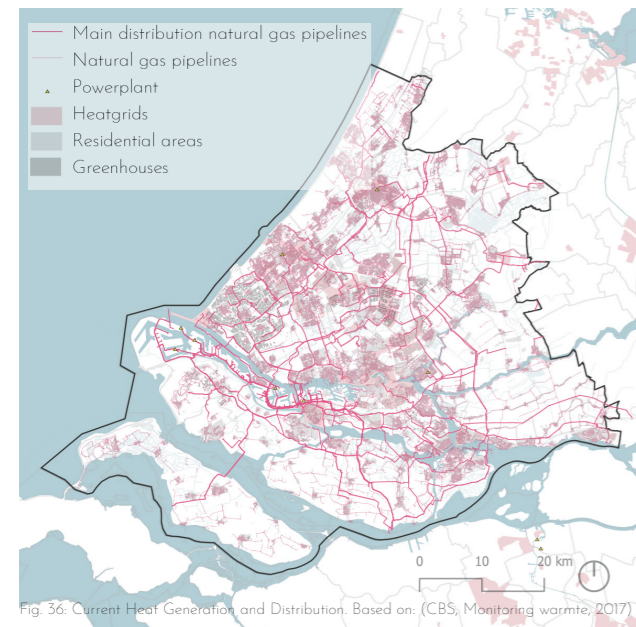 Main distribution natural gas pipelines
Natural gas pipelines
Powerplant
Heatgrids
Residential areas
Greenhouses
0 10 20 km
Fig. 36: Current Heat Generation and Distribution. Based on: (CBS, Monitoring warmte, 2017)